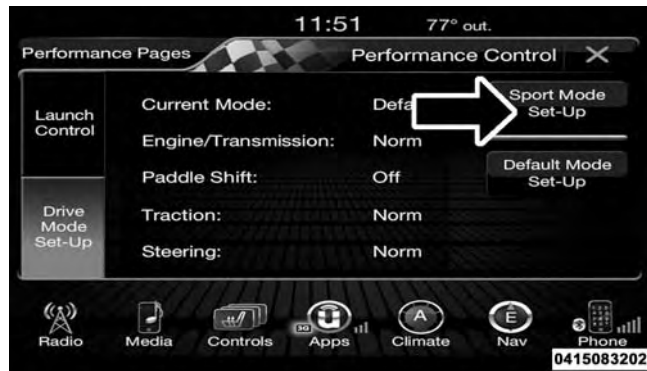 11:51 77° out.
Performance Pages Performance Control
Launch
Control
Drive
Mode
Set-Up
Current Mode: Defa
Engine/Transmission: Norm
Paddle Shift: Off
Traction: Norm
Steering: Norm
Sport Mode
Set-Up
Default Mode
Set-Up
3G A E
Radio Media Controls Apps Climate Nav Phone
0415083202